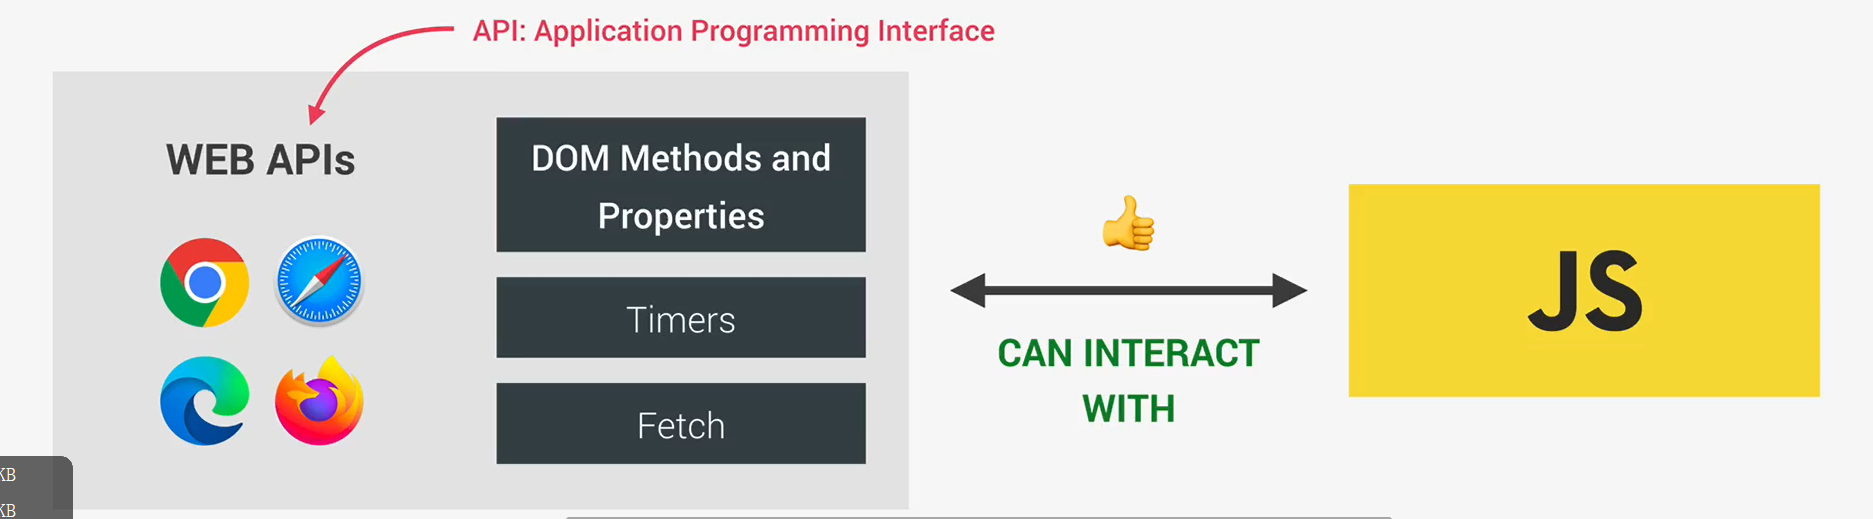 API: Application Programming Interface
WEB APIs
DOM Methods and
Properties
Timers
Fetch
CAN INTERACT
WITH
JS
KB
KB